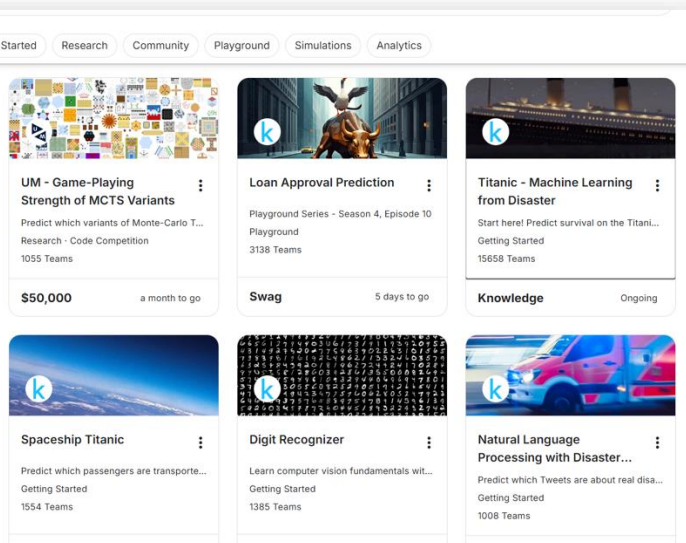 Started
Research
Community
Playground
Simulations
Analytics
UM - Game-Playing
Strength of MCTS Variants
Predict which variants of Monte-Carlo T...
Research · Code Competition
1055 Teams
$50,000
a month to go
Loan Approval Prediction
Playground Series - Season 4, Episode 10
Playground
3138 Teams
Swag
5 days to go
Titanic - Machine Learning
from Disaster
Start here! Predict survival on the Titani...
Getting Started
15658 Teams
Knowledge
Ongoing
Spaceship Titanic
Predict which passengers are transporte...
Getting Started
1554 Teams
Digit Recognizer
Learn computer vision fundamentals wit...
Getting Started
1385 Teams
Natural Language
Processing with Disaster...
Predict which Tweets are about real disa...
Getting Started
1008 Teams